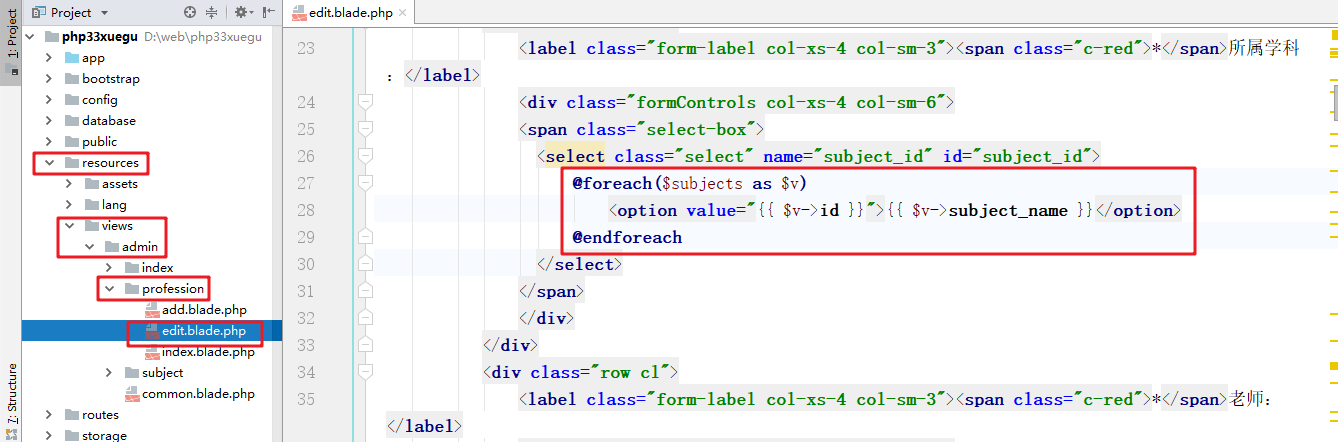 1: Project
7: Structure
Project
php33xuegu D:\web\php33xuegu
app
bootstrap
config
database
public
resources
assets
lang
views
admin
index
profession
add.blade.php
edit.blade.php
index.blade.php
subject
common.blade.php
routes
storage
edit.blade.php
23 <label class="form-label col-xs-4 col-sm-3"><span class="c-red">*</span>所属学科
：</label>
24 <div class="formControls col-xs-4 col-sm-6">
25 <span class="select-box">
26 <select class="select" name="subject_id" id="subject_id">
27 @foreach($subjects as $v)
28 <option value="{{ $v->id }}">{{ $v->subject_name }}</option>
29 @endforeach
30 </select>
31 </span>
32 </div>
33 </div>
34 <div class="row cl">
35 <label class="form-label col-xs-4 col-sm-3"><span class="c-red">*</span>老师：
</label>